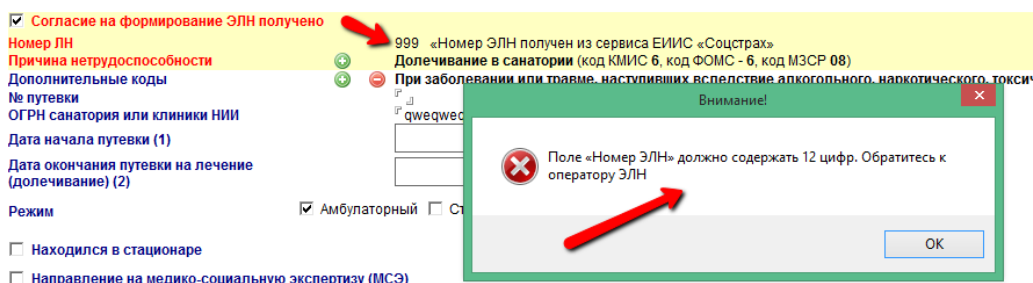 Согласие на формирование ЭЛН получено
Номер ЛН 999 «Номер ЭЛН получен из сервиса ЕИИС «Соцстрах»
Причина нетрудоспособности Долечивание в санатории (код КМИС 6, код ФОМС - 6, код МЗСР 08)
Дополнительные коды При заболевании или травме, наступивших вследствие алкогольного, наркотического, токсич
№ путевки
ОГРН санатория или клиники НИИ qweqwec
Дата начала путевки (1)
Дата окончания путевки на лечение
(долечивание) (2)
Режим Амбулаторный Ст
Находился в стационаре
Направление на медико-социальную экспертизу (МСЭ)
Внимание!
Поле «Номер ЭЛН» должно содержать 12 цифр. Обратитесь к
оператору ЭЛН
OK